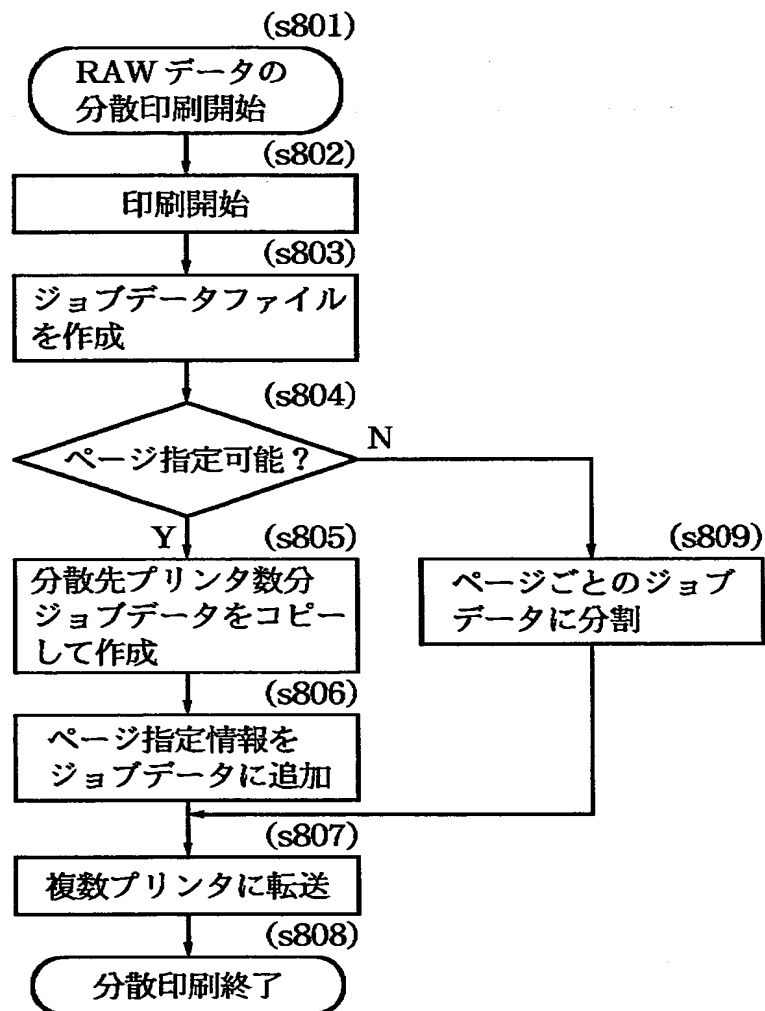 (s801)
RAWデータの
分散印刷開始
(s802)
印刷開始
(s803)
ジョブデータファイル
を作成
(s804)
ページ指定可能?
N
Y
(s805)
分散先プリンタ数分
ジョブデータをコピー
して作成
(s809)
ページごとのジョブ
データに分割
(s806)
ページ指定情報を
ジョブデータに追加
(s807)
複数プリンタに転送
(s808)
分散印刷終了